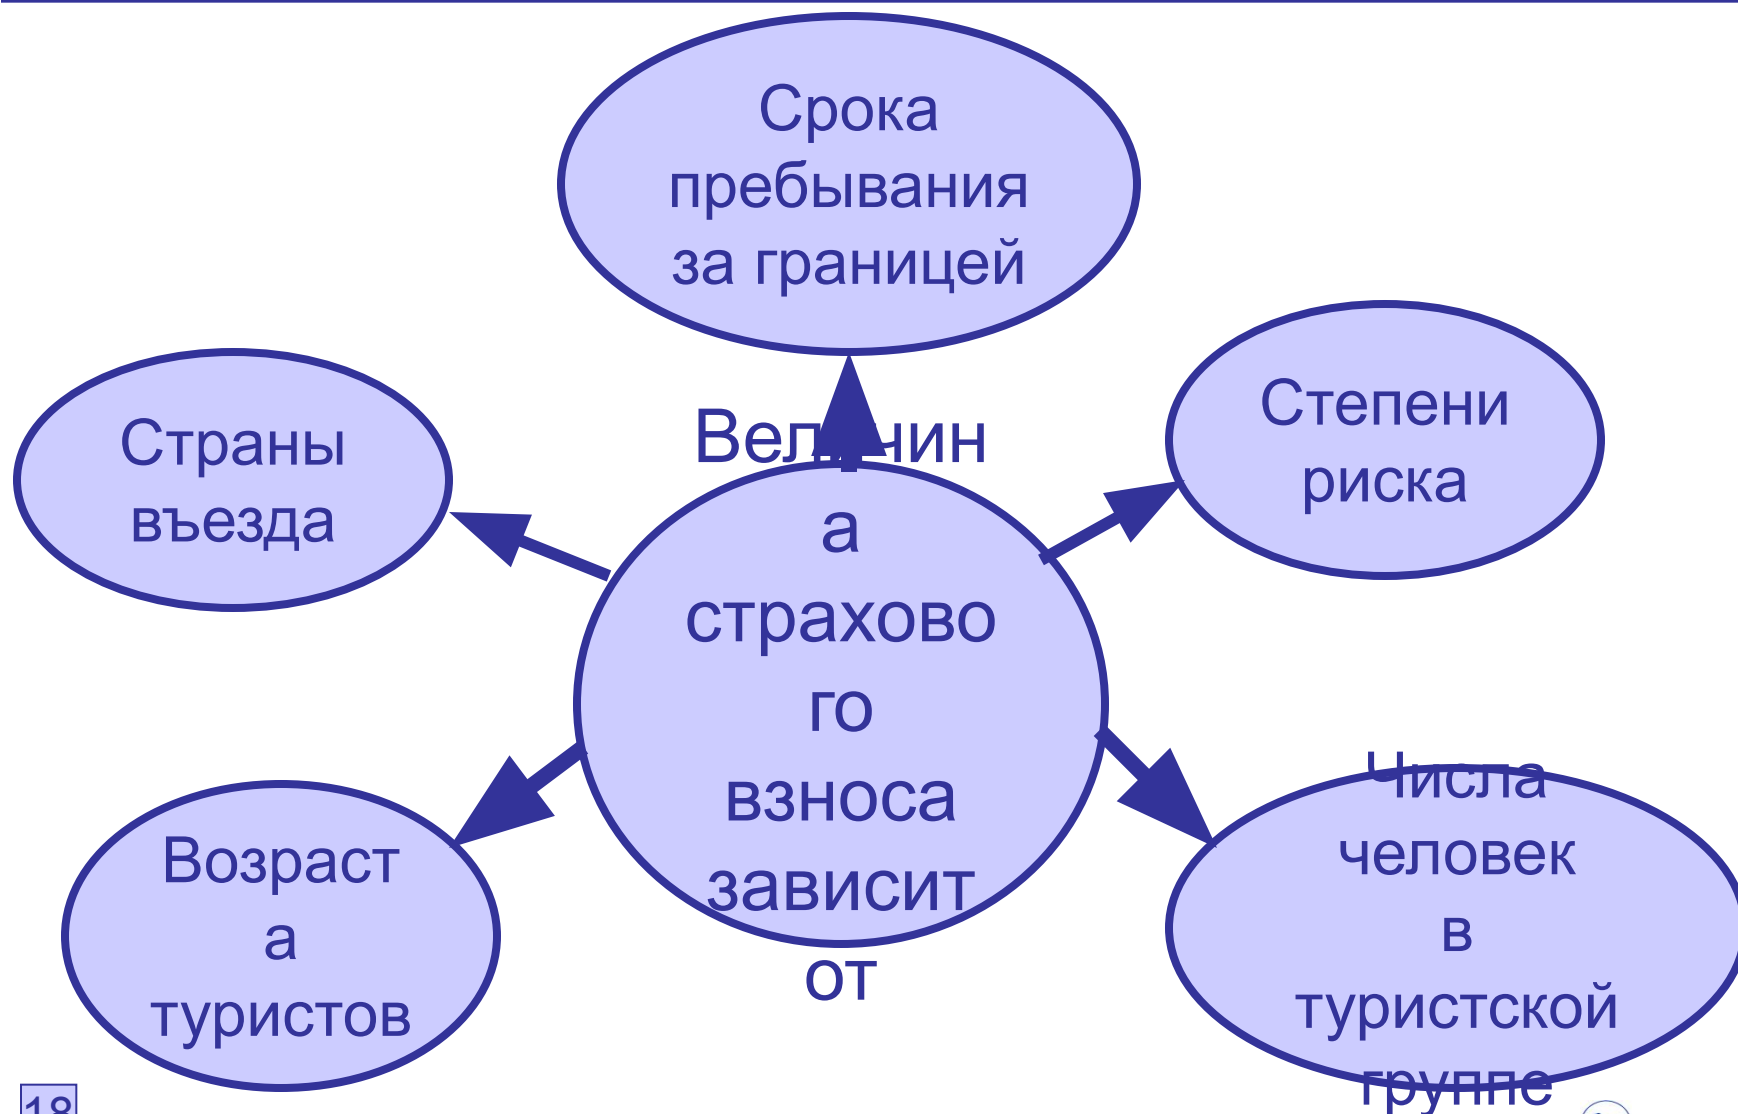 Срока
пребывания
за границей
Страны
въезда
Степени
риска
Величин
а
страхово
го
взноса
зависит
от
Возраст
а
туристов
Числа
человек
в
туристской
группе
18